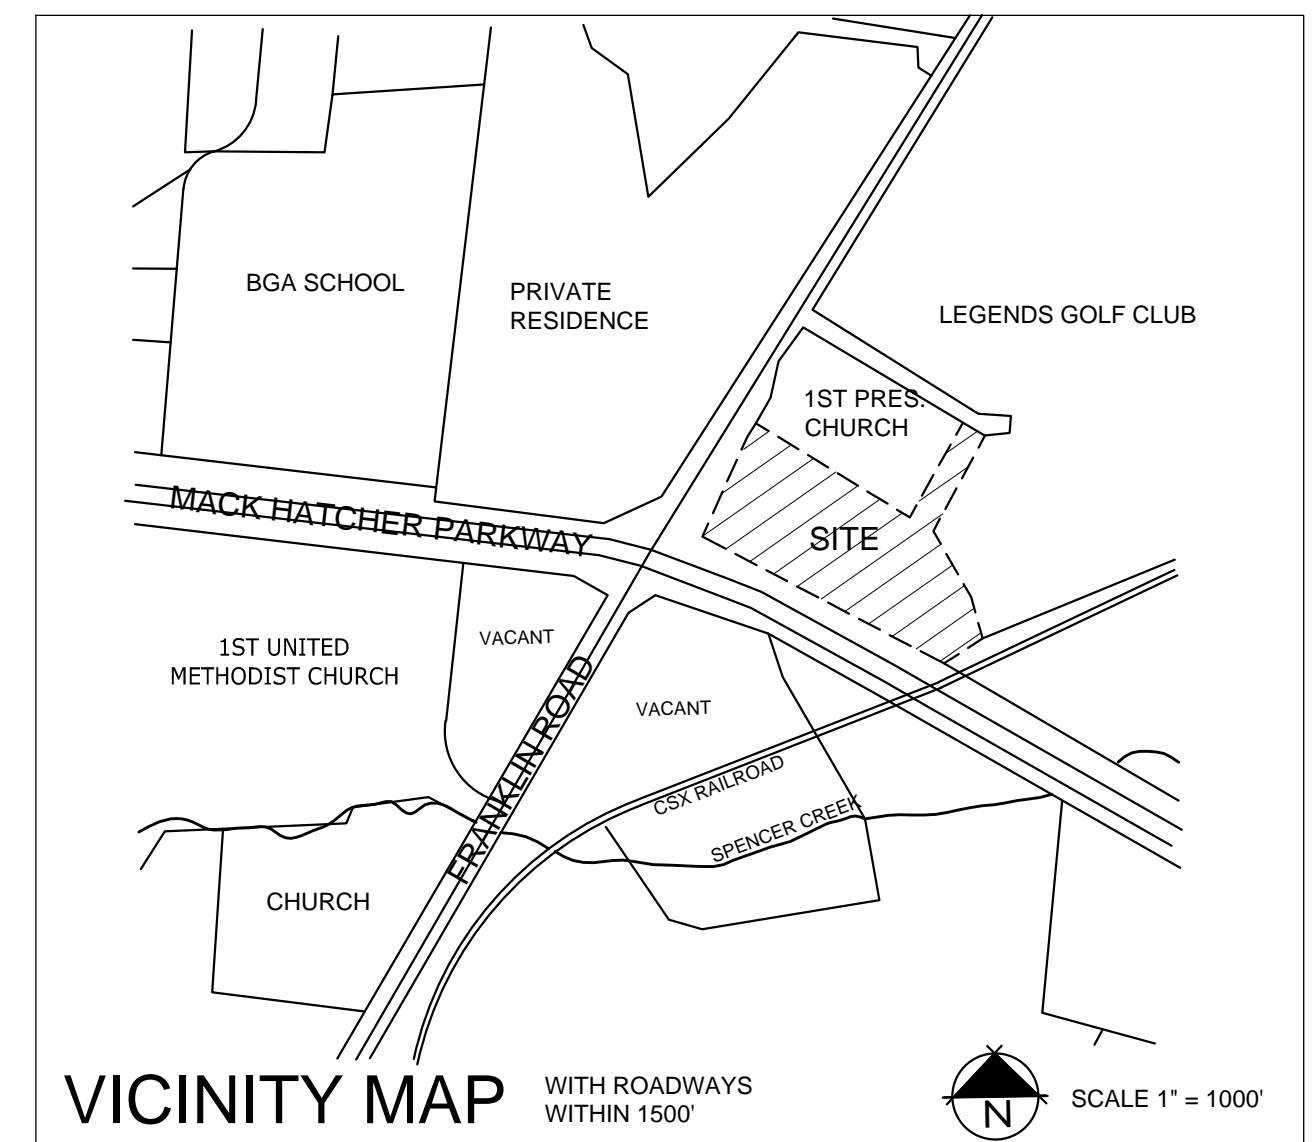 BGA SCHOOL
PRIVATE
RESIDENCE
LEGENDS GOLF CLUB
1ST PRES.
CHURCH
MACK HATCHER PARKWAY
SITE
1ST UNITED
METHODIST CHURCH
VACANT
FRANKLIN ROAD
VACANT
CSX RAILROAD
SPENCER CREEK
CHURCH
VICINITY MAP
WITH ROADWAYS
WITHIN 1500'
N
SCALE 1" = 1000'